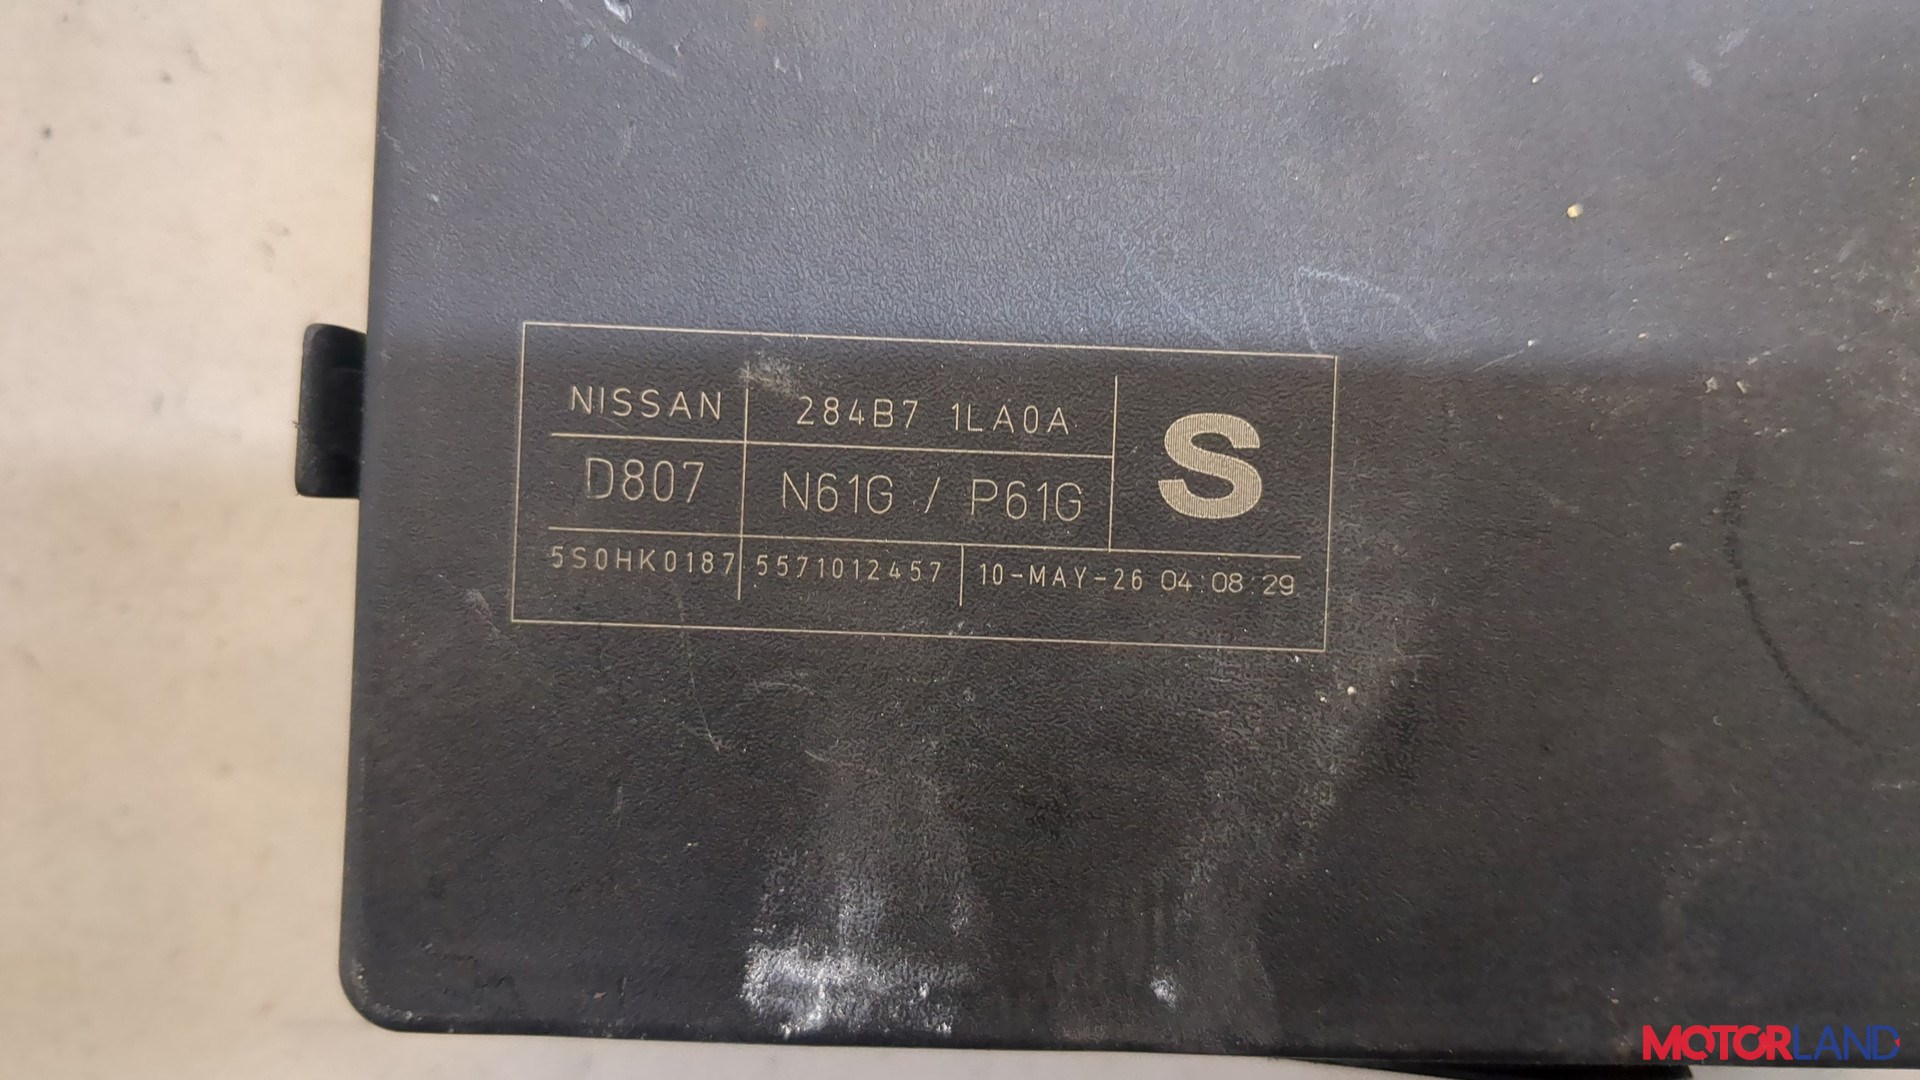 NISSAN 284B7 1LA0A S
D807 N61G / P61G
5S0HK0187 5571012457 10-MAY-26 04:08:29
MOTORLAND